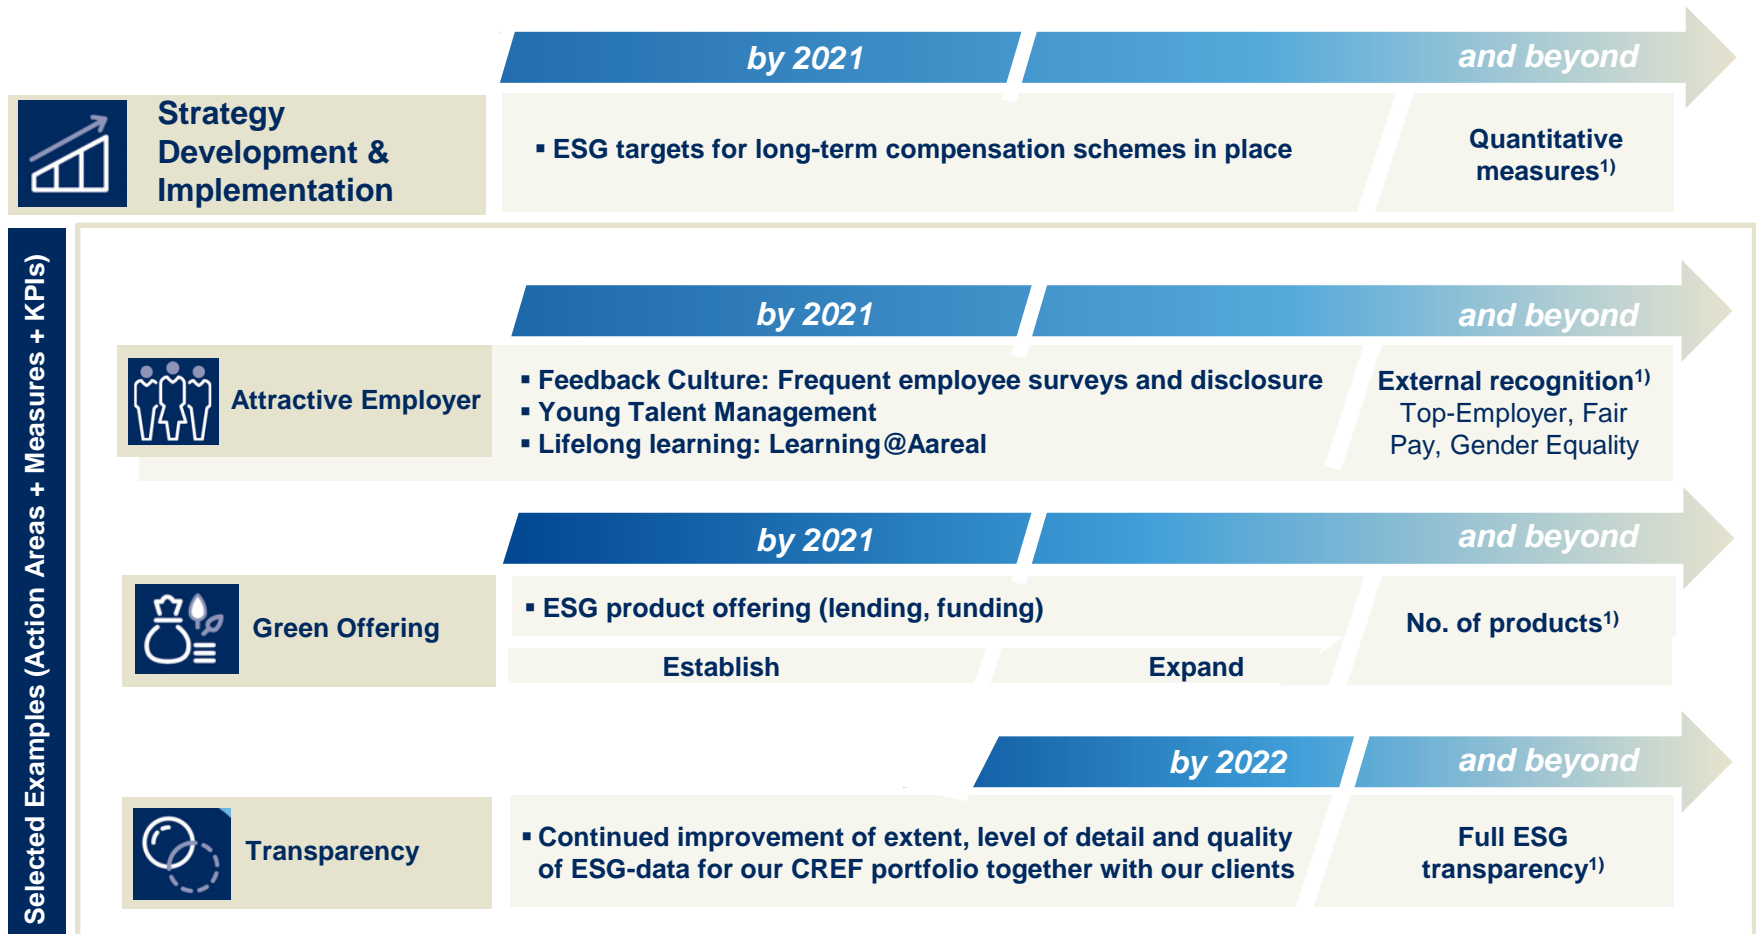 by 2021
and beyond
Strategy
Development &
Implementation
▪ ESG targets for long-term compensation schemes in place
Quantitative
measures1)
Selected Examples (Action Areas + Measures + KPIs)
by 2021
and beyond
Attractive Employer
▪ Feedback Culture: Frequent employee surveys and disclosure
▪ Young Talent Management
▪ Lifelong learning: Learning@Aareal
External recognition1)
Top-Employer, Fair
Pay, Gender Equality
by 2021
and beyond
Green Offering
▪ ESG product offering (lending, funding)
Establish
Expand
No. of products1)
by 2022
and beyond
Transparency
▪ Continued improvement of extent, level of detail and quality
of ESG-data for our CREF portfolio together with our clients
Full ESG
transparency1)